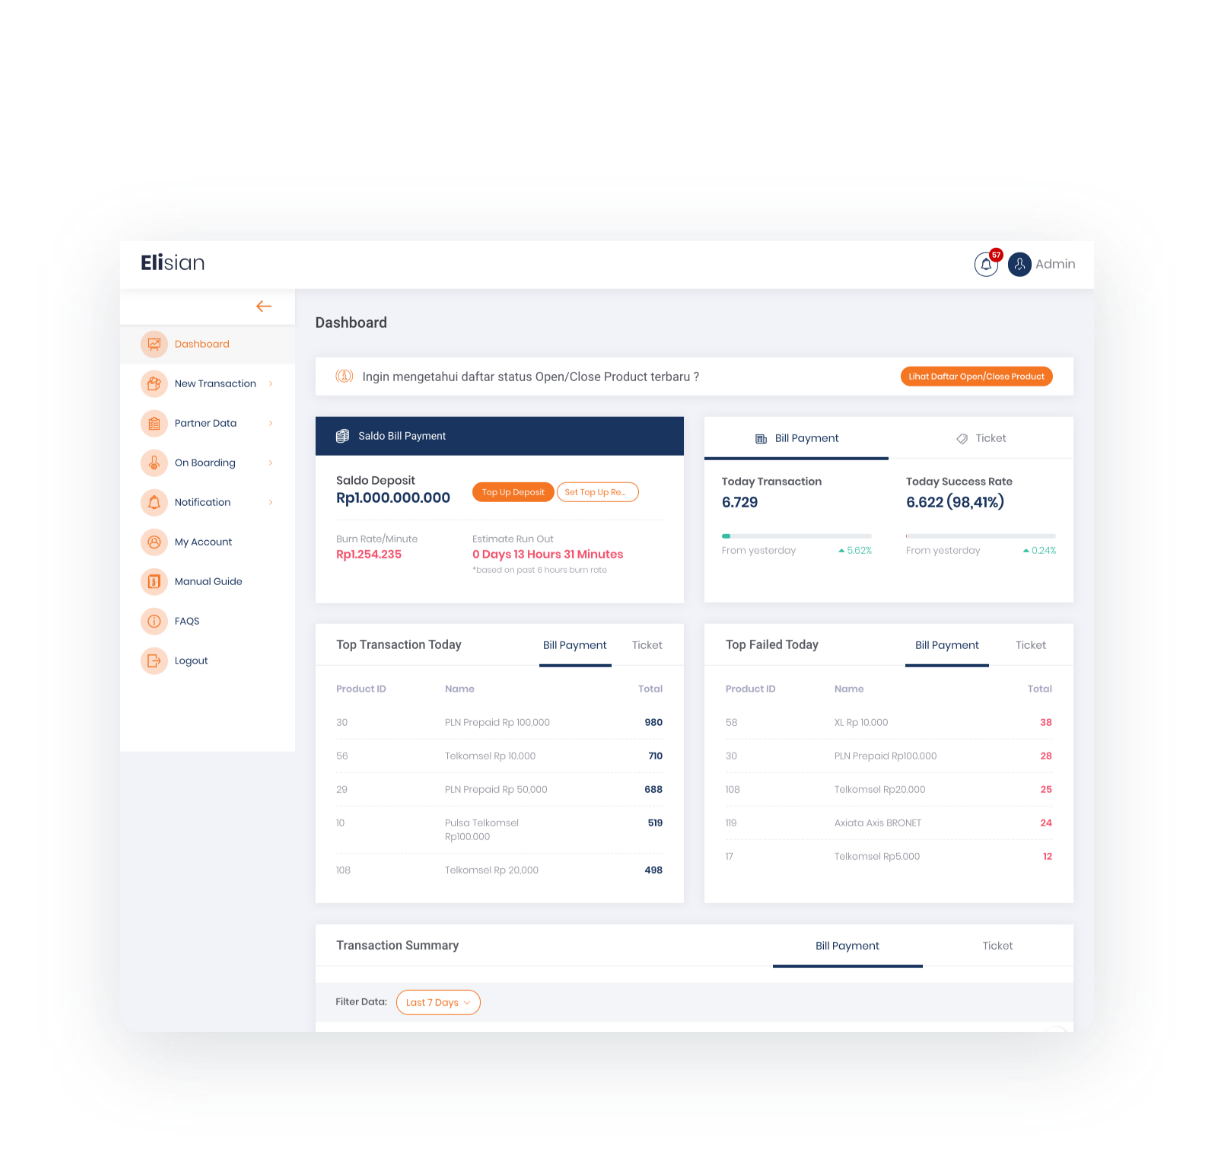 Elisian
57
Admin
Dashboard
New Transaction
Partner Data
On Boarding
Notification
My Account
Manual Guide
FAQS
Logout
Dashboard
Ingin mengetahui daftar status Open/Close Product terbaru ?
Lihat Daftar Open/Close Product
Saldo Bill Payment
Saldo Deposit
Rp1.000.000.000
Top Up Deposit
Set Top Up Re...
Burn Rate/Minute
Rp1.254.235
Estimate Run Out
0 Days 13 Hours 31 Minutes
*based on past 6 hours burn rate
Bill Payment
Ticket
Today Transaction
6.729
From yesterday
5.62%
Today Success Rate
6.622 (98,41%)
From yesterday
0.24%
Top Transaction Today
Bill Payment
Ticket
Product ID Name Total
30 PLN Prepaid Rp 100,000 980
56 Telkomsel Rp 10.000 710
29 PLN Prepaid Rp 50,000 688
10 Pulsa Telkomsel 519
Rp100.000
108 Telkomsel Rp 20,000 498
Top Failed Today
Bill Payment
Ticket
Product ID Name Total
58 XL Rp 10.000 38
30 PLN Prepaid Rp100.000 28
108 Telkomsel Rp20.000 25
119 Axiata Axis BRONET 24
17 Telkomsel Rp5.000 12
Transaction Summary
Bill Payment
Ticket
Filter Data:
Last 7 Days